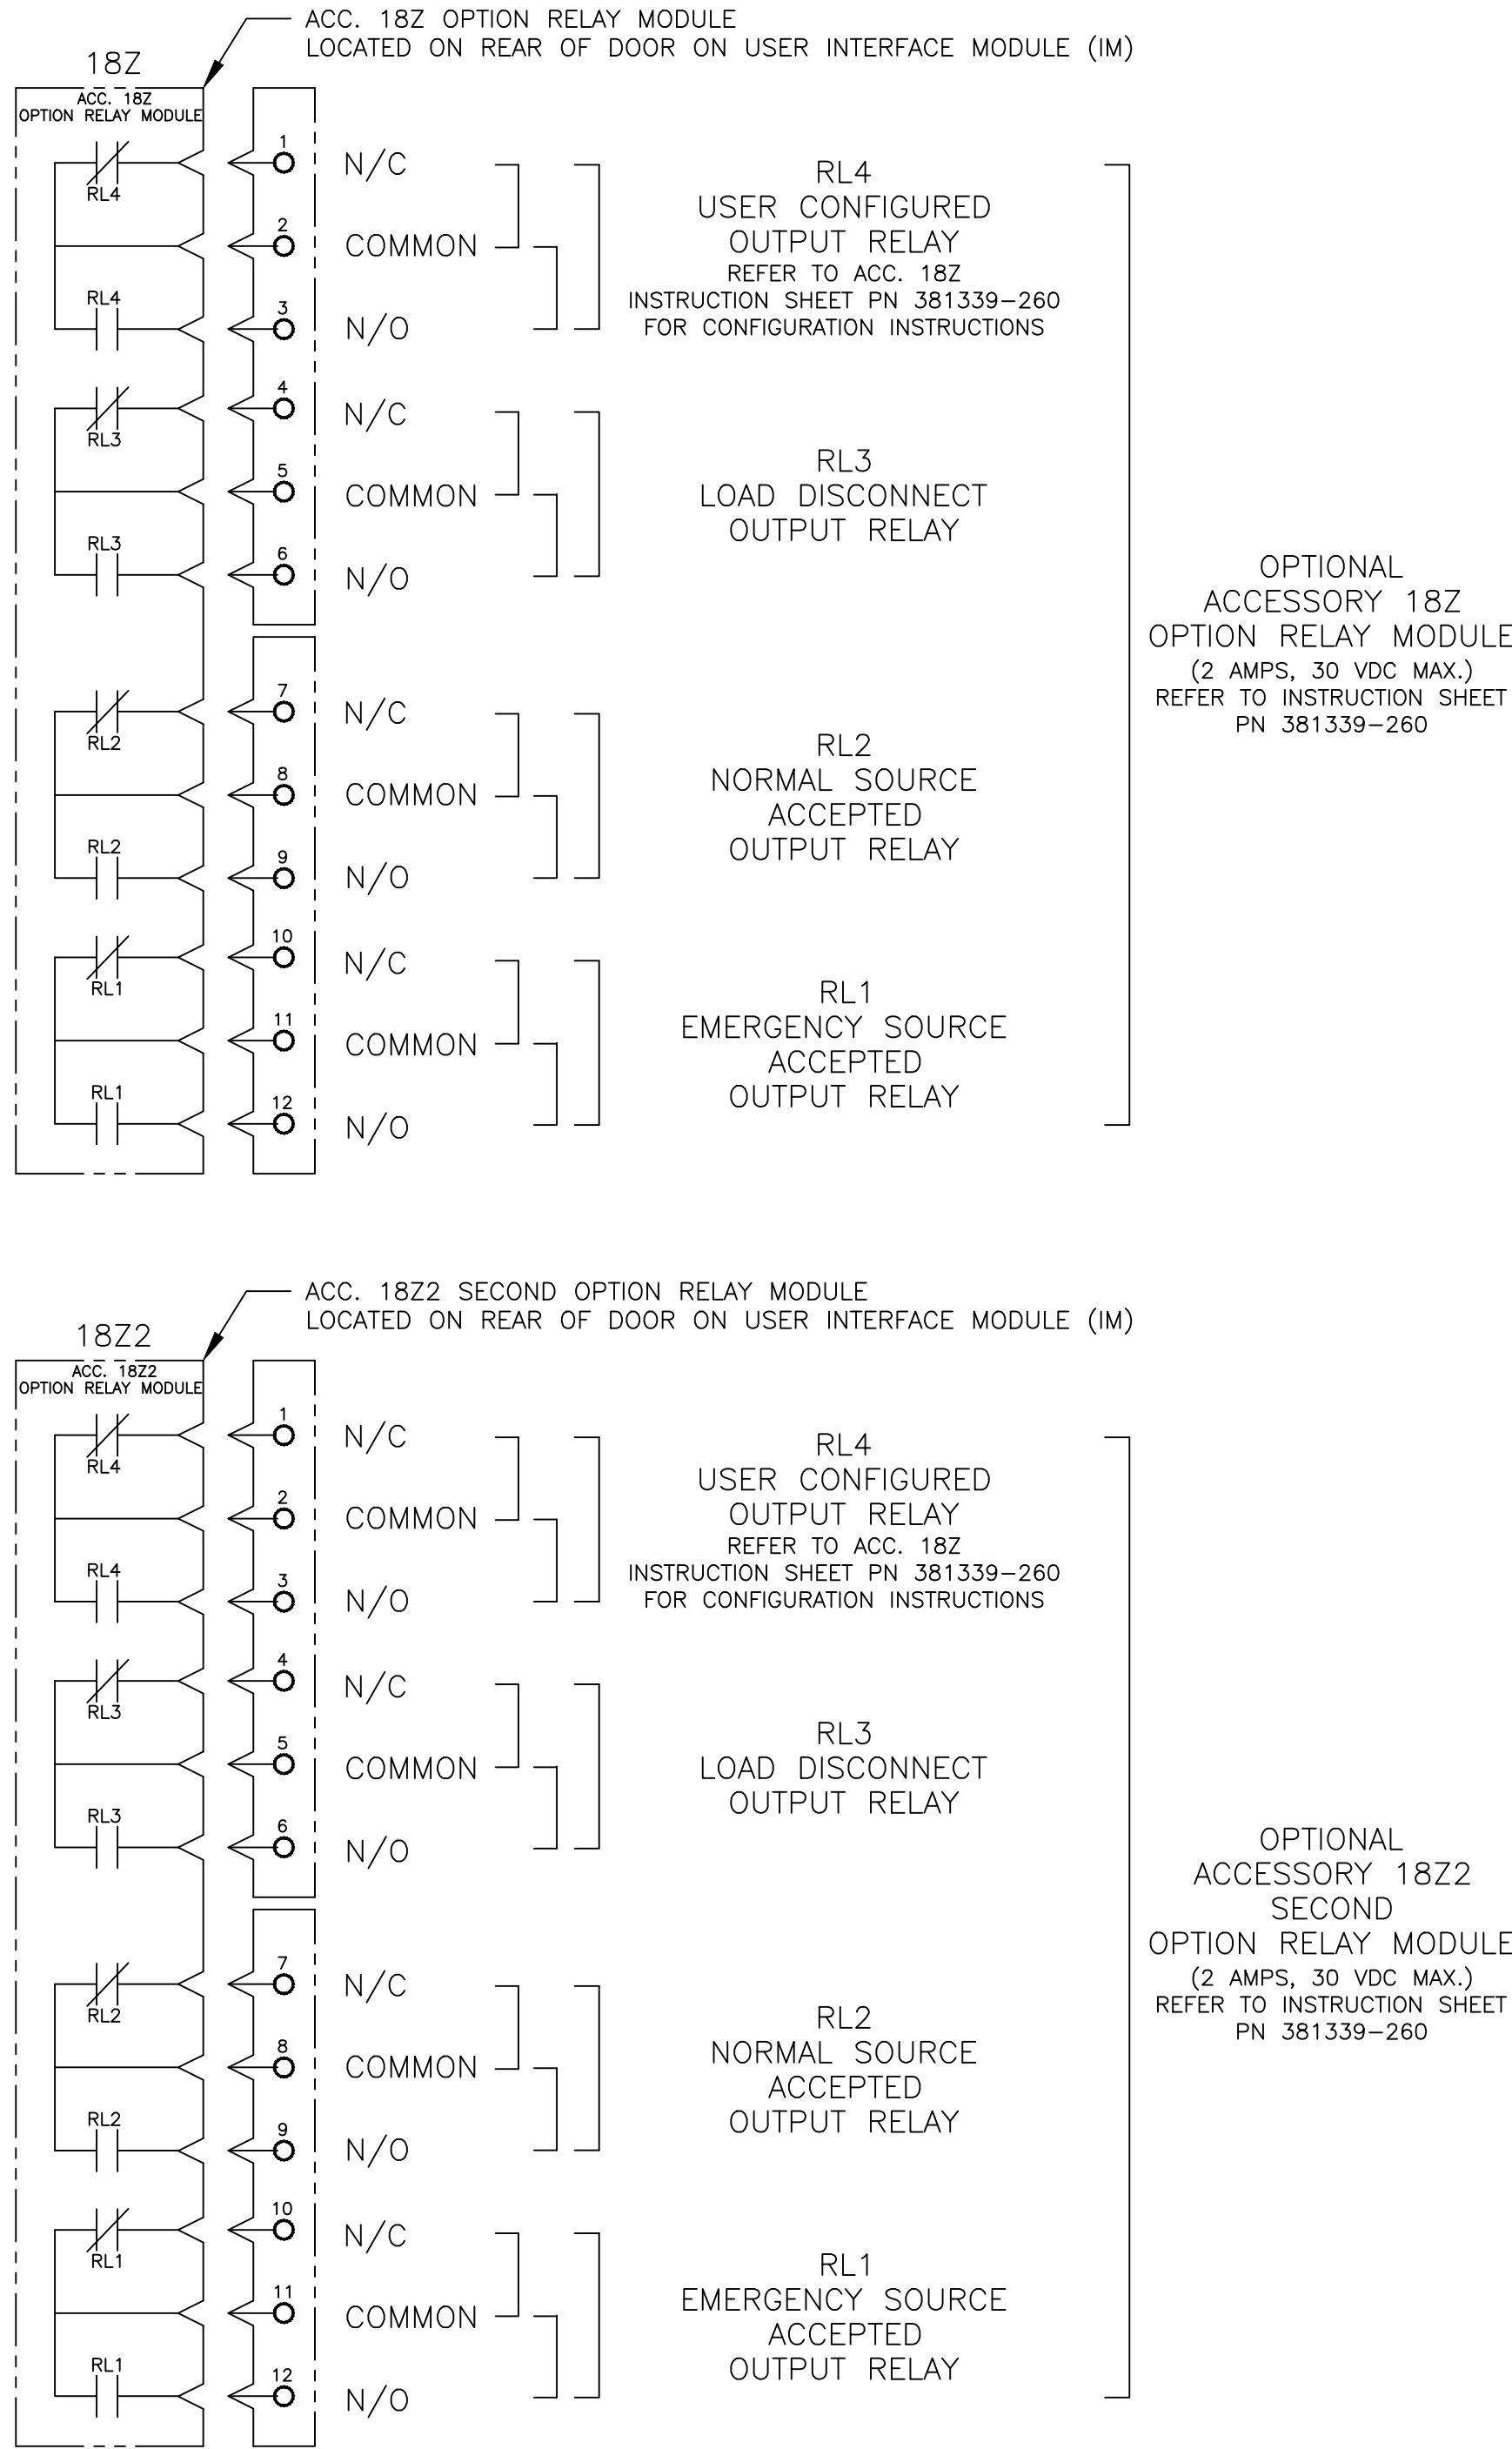 ACC. 18Z OPTION RELAY MODULE
LOCATED ON REAR OF DOOR ON USER INTERFACE MODULE (IM)
18Z
ACC. 18Z
OPTION RELAY MODULE
RL4
1
N/C
2
COMMON
RL4
3
N/O
RL4
USER CONFIGURED
OUTPUT RELAY
REFER TO ACC. 18Z
INSTRUCTION SHEET PN 381339-260
FOR CONFIGURATION INSTRUCTIONS
RL3
4
N/C
5
COMMON
RL3
6
N/O
RL3
LOAD DISCONNECT
OUTPUT RELAY
RL2
7
N/C
8
COMMON
RL2
9
N/O
RL2
NORMAL SOURCE
ACCEPTED
OUTPUT RELAY
RL1
10
N/C
11
COMMON
RL1
12
N/O
RL1
EMERGENCY SOURCE
ACCEPTED
OUTPUT RELAY
OPTIONAL
ACCESSORY 18Z
OPTION RELAY MODULE
(2 AMPS, 30 VDC MAX.)
REFER TO INSTRUCTION SHEET
PN 381339-260
ACC. 18Z2 SECOND OPTION RELAY MODULE
LOCATED ON REAR OF DOOR ON USER INTERFACE MODULE (IM)
18Z2
ACC. 18Z2
OPTION RELAY MODULE
RL4
1
N/C
2
COMMON
RL4
3
N/O
RL4
USER CONFIGURED
OUTPUT RELAY
REFER TO ACC. 18Z
INSTRUCTION SHEET PN 381339-260
FOR CONFIGURATION INSTRUCTIONS
RL3
4
N/C
5
COMMON
RL3
6
N/O
RL3
LOAD DISCONNECT
OUTPUT RELAY
RL2
7
N/C
8
COMMON
RL2
9
N/O
RL2
NORMAL SOURCE
ACCEPTED
OUTPUT RELAY
RL1
10
N/C
11
COMMON
RL1
12
N/O
RL1
EMERGENCY SOURCE
ACCEPTED
OUTPUT RELAY
OPTIONAL
ACCESSORY 18Z2
SECOND
OPTION RELAY MODULE
(2 AMPS, 30 VDC MAX.)
REFER TO INSTRUCTION SHEET
PN 381339-260